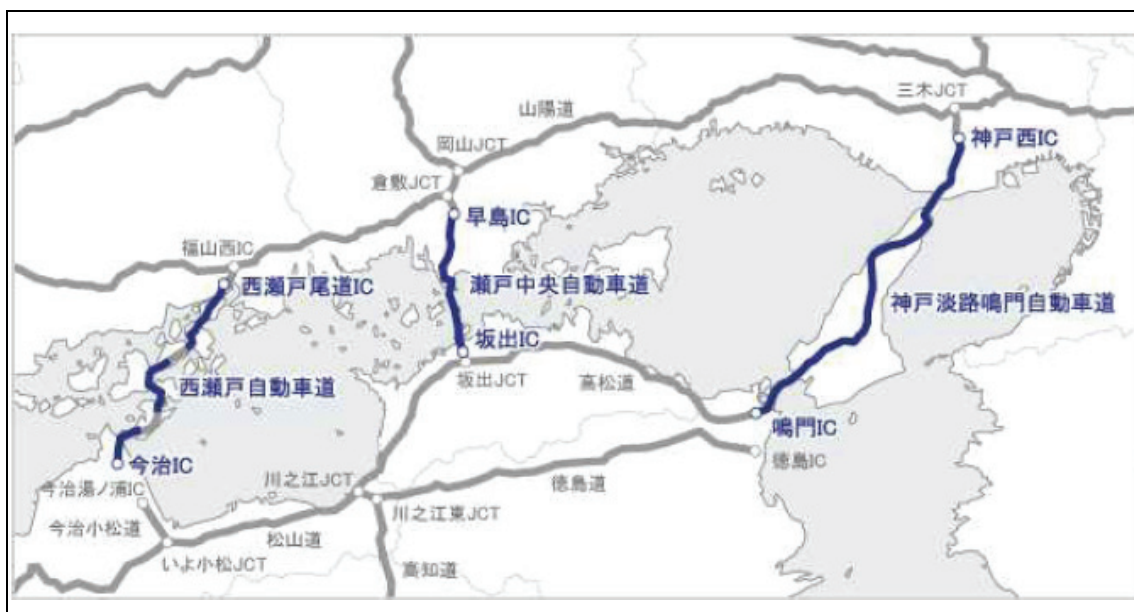 三木JCT
山陽道
神戸西IC
岡山JCT
倉敷JCT
早島IC
福山西IC
西瀬戸尾道IC
瀬戸中央自動車道
神戸淡路鳴門自動車道
坂出IC
坂出JCT
西瀬戸自動車道
高松道
鳴門IC
今治IC
徳島IC
川之江JCT
今治湯ノ浦IC
徳島道
川之江東JCT
今治小松道
松山道
いよ小松JCT
高知道